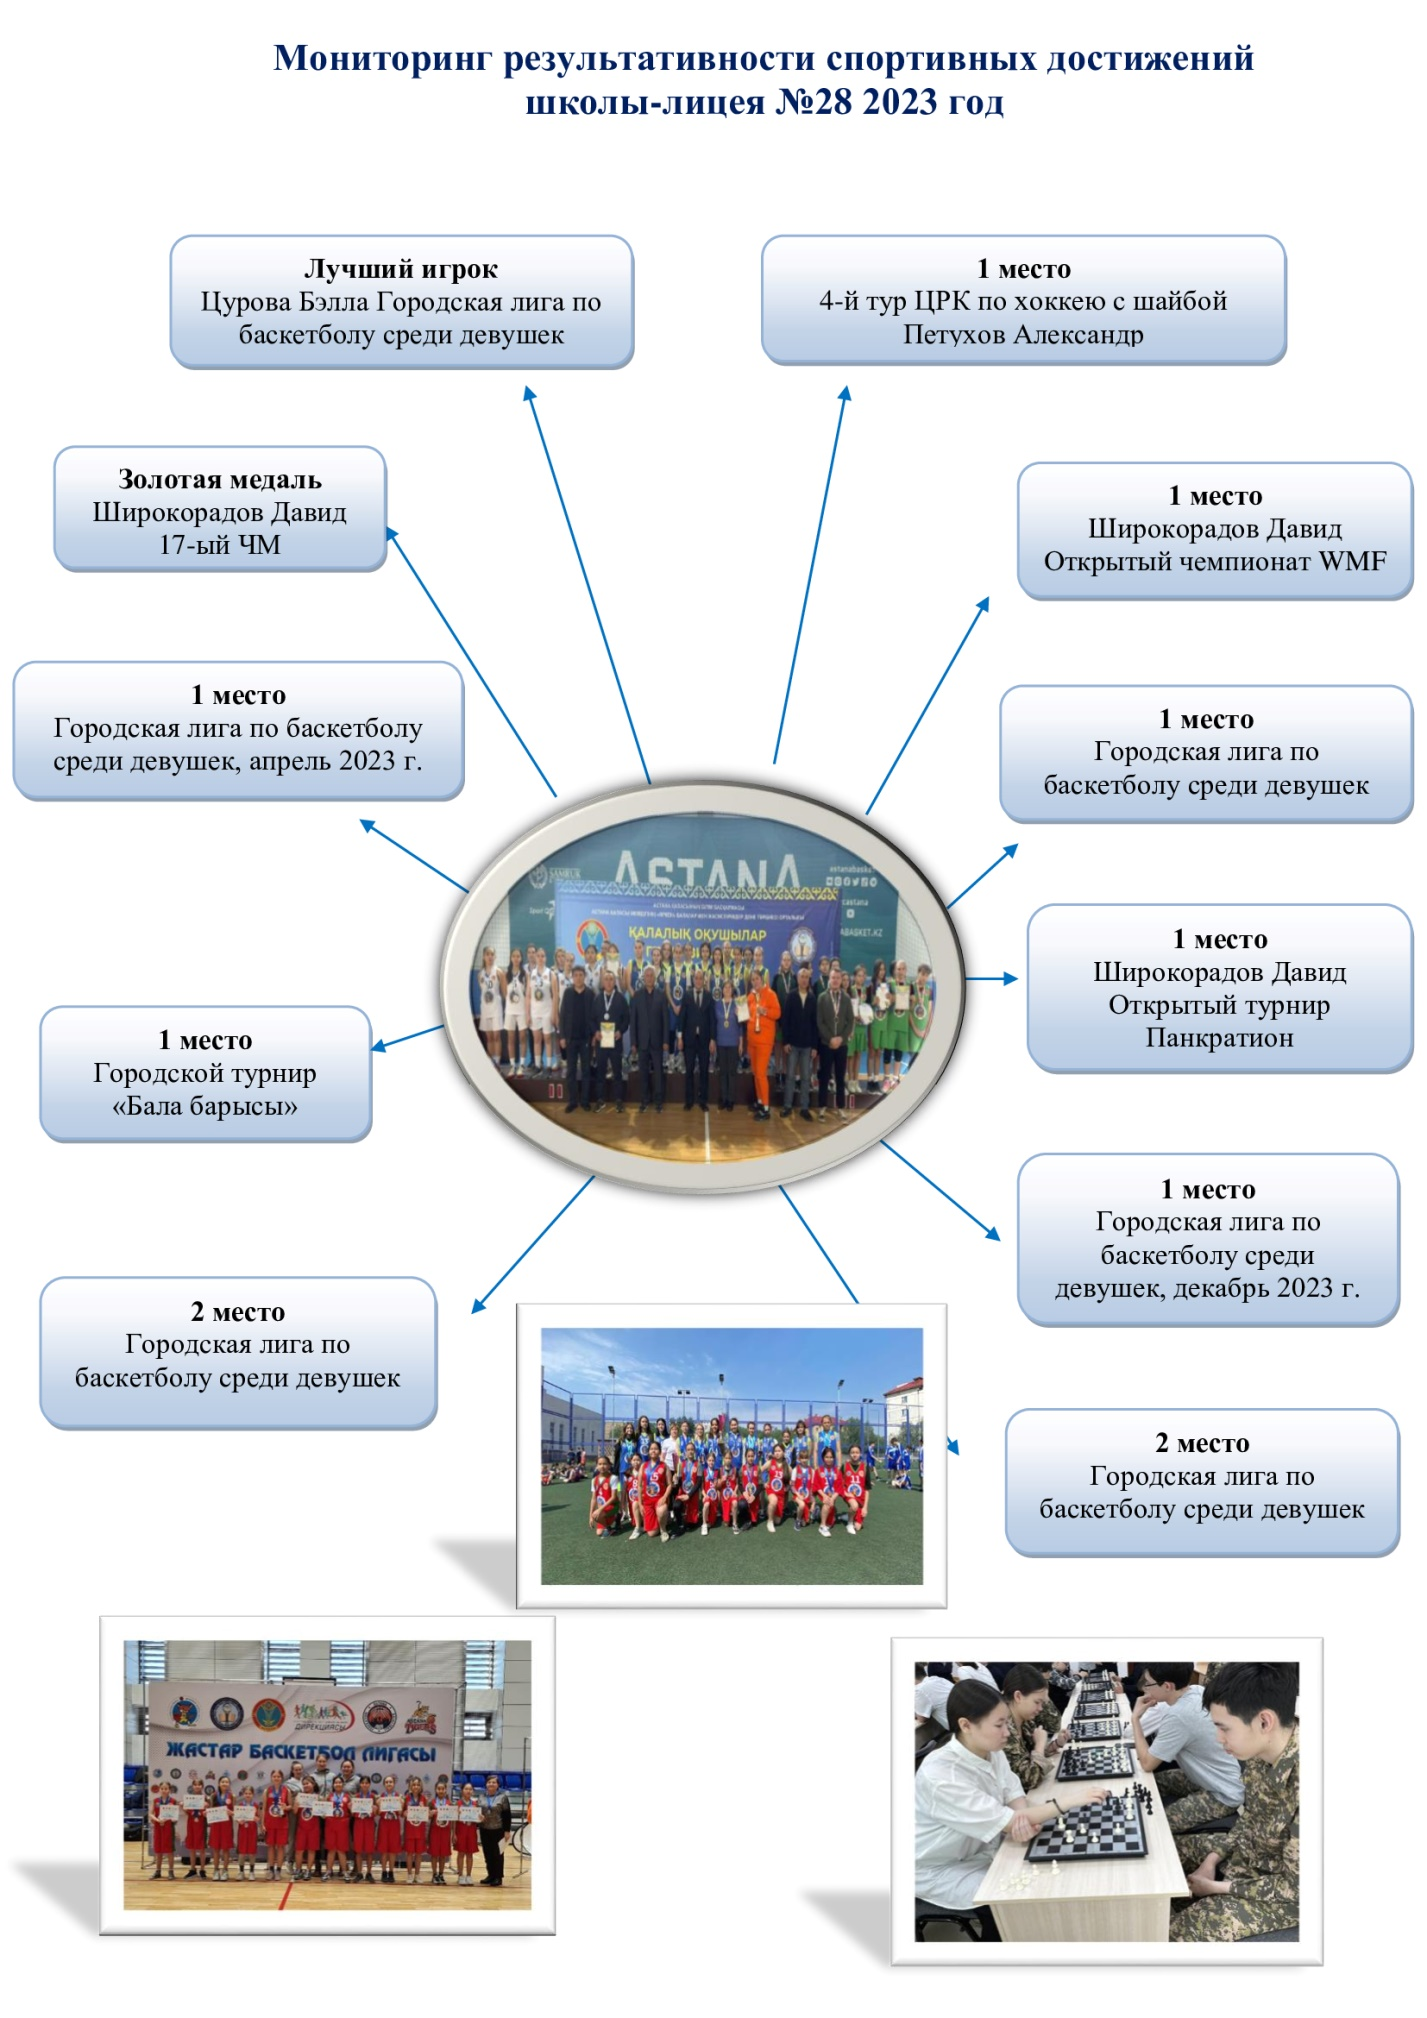 Мониторинг результативности спортивных достижений
школы-лицея №28 2023 год
Лучший игрок
Цурова Бэлла Городская лига по
баскетболу среди девушек
1 место
4-й тур ЦРК по хоккею с шайбой
Петухов Александр
Золотая медаль
Широкорадов Давид
17-ый ЧМ
1 место
Широкорадов Давид
Открытый чемпионат WMF
1 место
Городская лига по баскетболу
среди девушек, апрель 2023 г.
1 место
Городская лига по
баскетболу среди девушек
ASTANA
ҚАЛАЛЫҚ ОҚУШЫЛАР
1 место
Широкорадов Давид
Открытый турнир
Панкратион
1 место
Городской турнир
«Бала барысы»
1 место
Городская лига по
баскетболу среди
девушек, декабрь 2023 г.
2 место
Городская лига по
баскетболу среди девушек
2 место
Городская лига по
баскетболу среди девушек
ДИРЕКЦИЯСЫ
ЖАСТАР БАСКЕТБОЛ ЛИГАСЫ